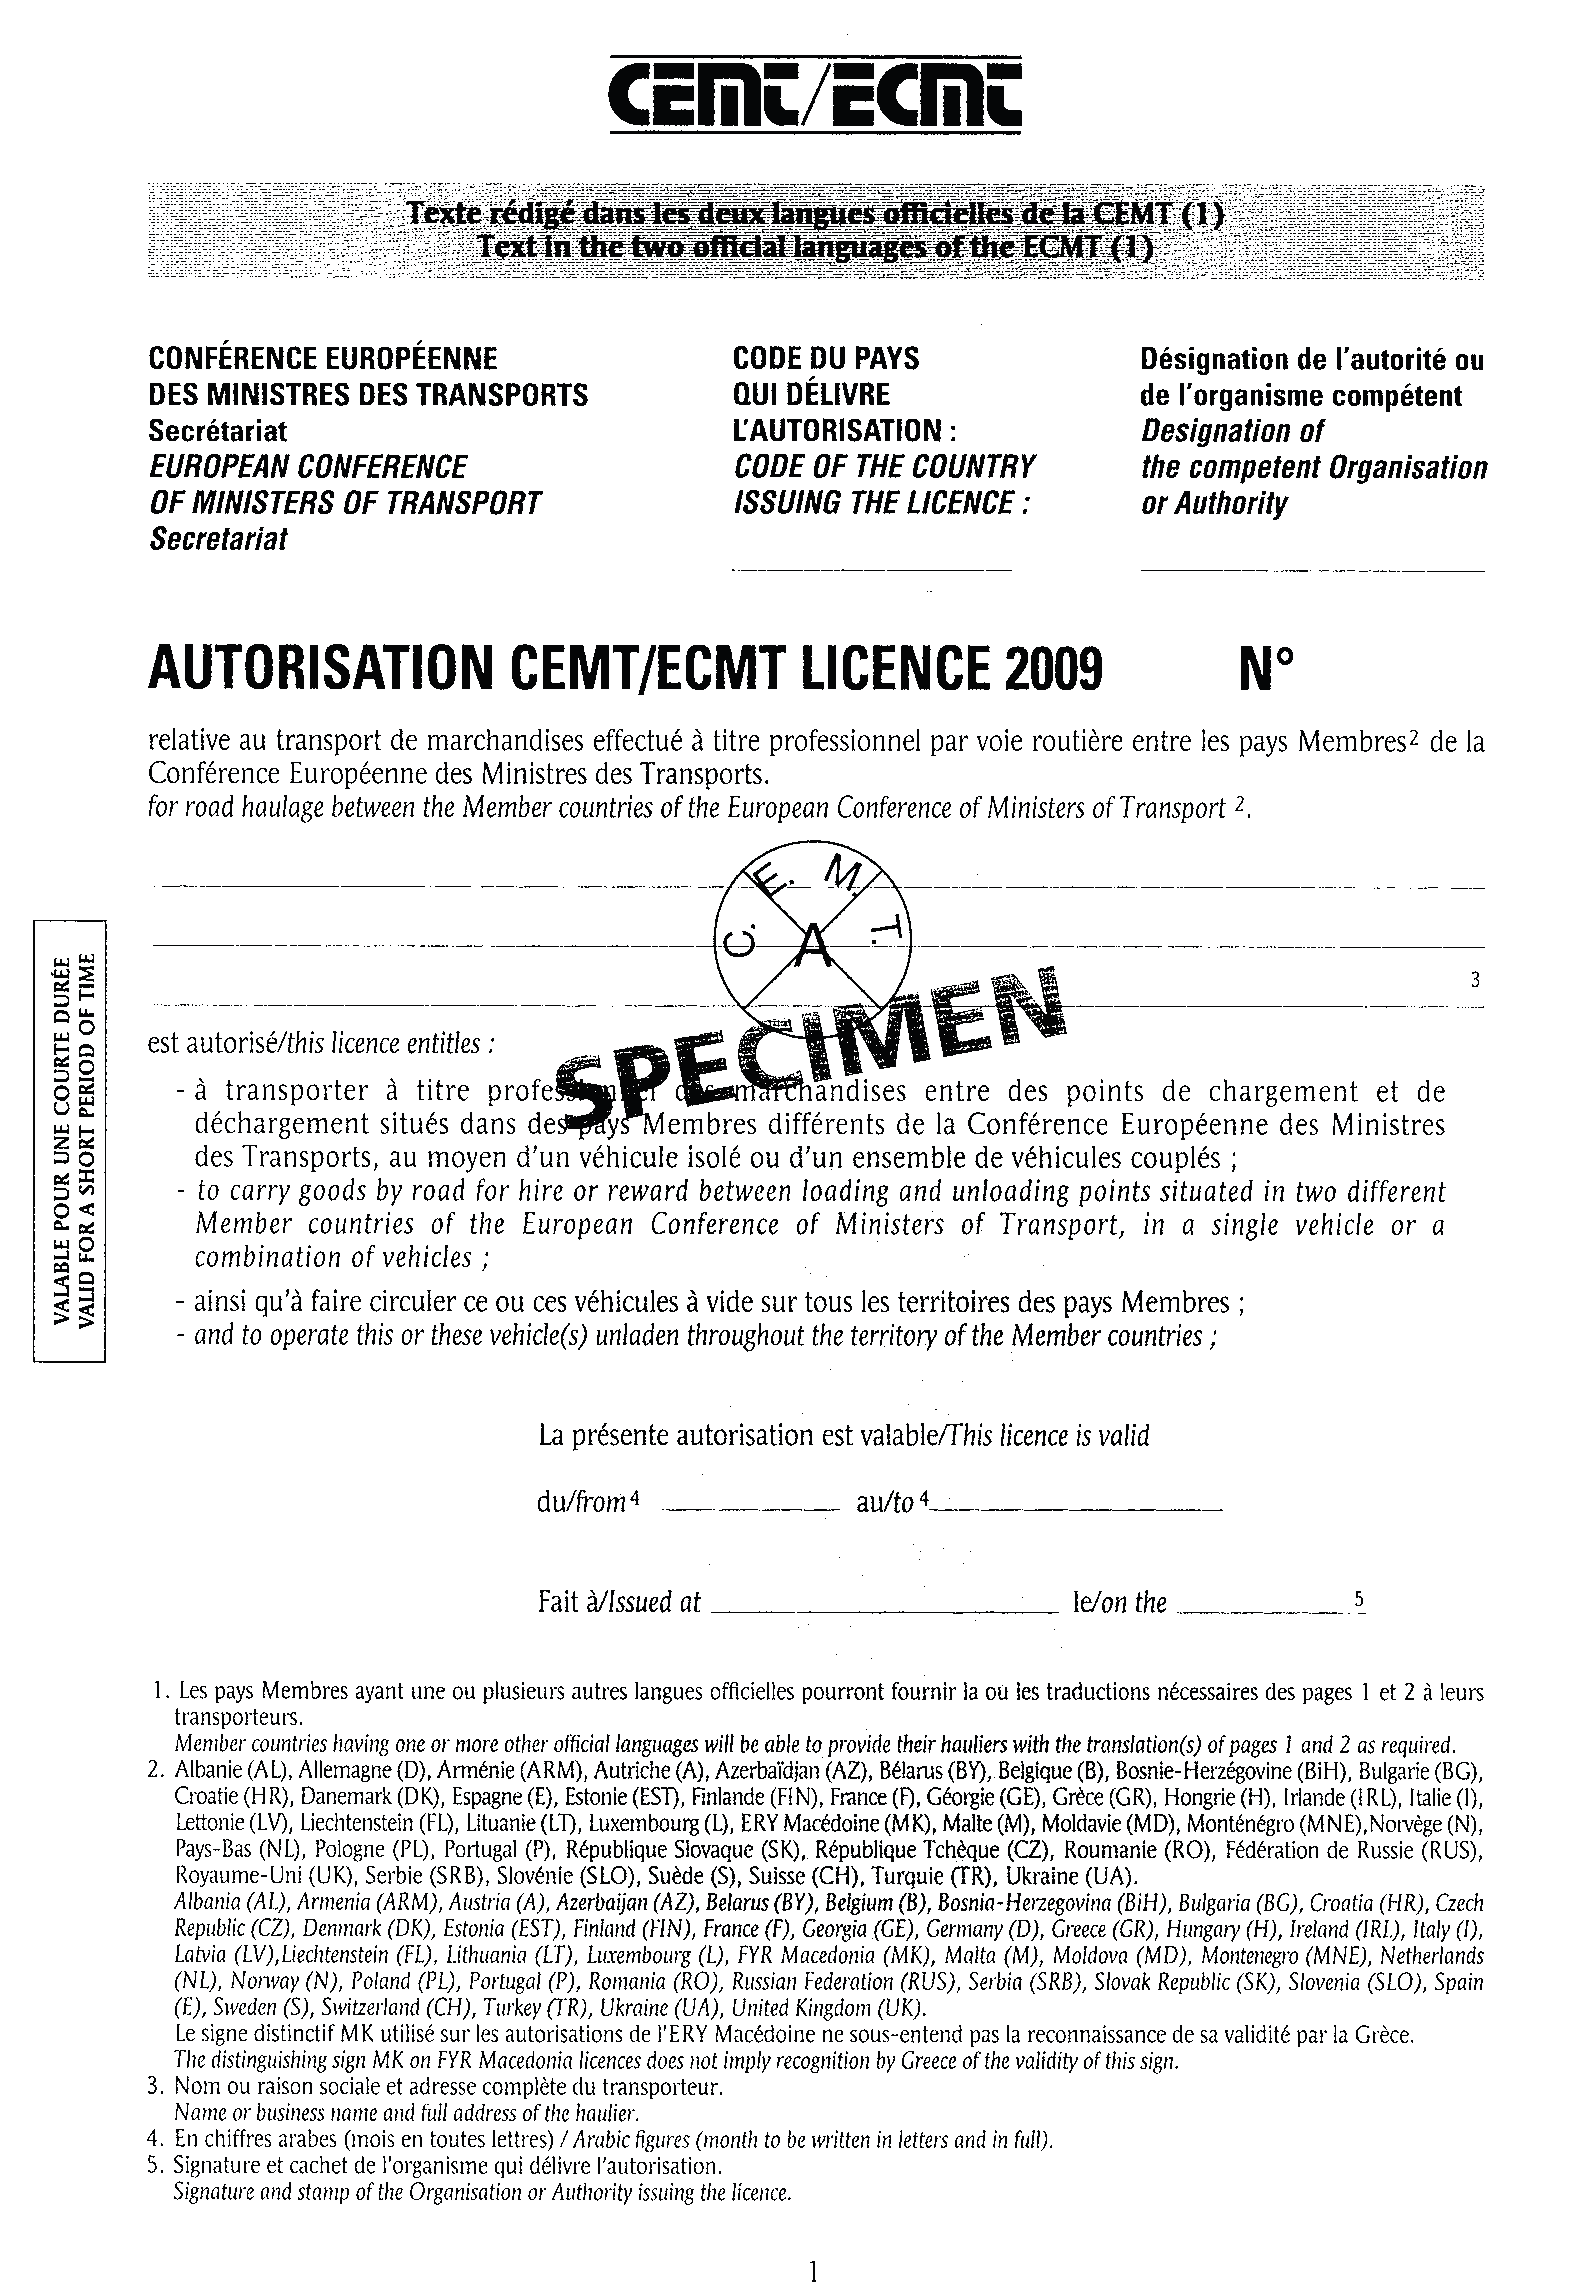 CEMT/ECMT
Texte rédigé dans les deux langues officielles de la CEMT (1)
Text in the two official languages of the ECMT (1)
CONFÉRENCE EUROPÉENNE
DES MINISTRES DES TRANSPORTS
Secrétariat
EUROPEAN CONFERENCE
OF MINISTERS OF TRANSPORT
Secretariat
CODE DU PAYS
QUI DÉLIVRE
L'AUTORISATION :
CODE OF THE COUNTRY
ISSUING THE LICENCE :
Désignation de l'autorité ou
de l'organisme compétent
Designation of
the competent Organisation
or Authority
AUTORISATION CEMT/ECMT LICENCE 2009 N°
relative au transport de marchandises effectué à titre professionnel par voie routière entre les pays Membres2 de la
Conférence Européenne des Ministres des Transports.
for road haulage between the Member countries of the European Conference of Ministers of Transport 2.
C. E. M. T.
A
3
VALABLE POUR UNE COURTE DURÉE
VALID FOR A SHORT PERIOD OF TIME
SPECIMEN
est autorisé/this licence entitles :
- à transporter à titre professionnel des marchandises entre des points de chargement et de
déchargement situés dans des pays Membres différents de la Conférence Européenne des Ministres
des Transports, au moyen d'un véhicule isolé ou d'un ensemble de véhicules couplés ;
- to carry goods by road for hire or reward between loading and unloading points situated in two different
Member countries of the European Conference of Ministers of Transport, in a single vehicle or a
combination of vehicles ;
- ainsi qu'à faire circuler ce ou ces véhicules à vide sur tous les territoires des pays Membres ;
- and to operate this or these vehicle(s) unladen throughout the territory of the Member countries ;
La présente autorisation est valable/This licence is valid
du/from 4 au/to 4
Fait à/Issued at le/on the 5
1. Les pays Membres ayant une ou plusieurs autres langues officielles pourront fournir la ou les traductions nécessaires des pages 1 et 2 à leurs
transporteurs.
Member countries having one or more other official languages will be able to provide their hauliers with the translation(s) of pages 1 and 2 as required.
2. Albanie (AL), Allemagne (D), Arménie (ARM), Autriche (A), Azerbaïdjan (AZ), Bélarus (BY), Belgique (B), Bosnie-Herzégovine (BiH), Bulgarie (BG),
Croatie (HR), Danemark (DK), Espagne (E), Estonie (EST), Finlande (FIN), France (F), Géorgie (GE), Grèce (GR), Hongrie (H), Irlande (IRL), Italie (I),
Lettonie (LV), Liechtenstein (FL), Lituanie (LT), Luxembourg (L), ERY Macédoine (MK), Malte (M), Moldavie (MD), Monténégro (MNE),Norvège (N),
Pays-Bas (NL), Pologne (PL), Portugal (P), République Slovaque (SK), République Tchèque (CZ), Roumanie (RO), Fédération de Russie (RUS),
Royaume-Uni (UK), Serbie (SRB), Slovénie (SLO), Suède (S), Suisse (CH), Turquie (TR), Ukraine (UA).
Albania (AL), Armenia (ARM), Austria (A), Azerbaijan (AZ), Belarus (BY), Belgium (B), Bosnia-Herzegovina (BiH), Bulgaria (BG), Croatia (HR), Czech
Republic (CZ), Denmark (DK), Estonia (EST), Finland (FIN), France (F), Georgia (GE), Germany (D), Greece (GR), Hungary (H), Ireland (IRL), Italy (I),
Latvia (LV),Liechtenstein (FL), Lithuania (LT), Luxembourg (L), FYR Macedonia (MK), Malta (M), Moldova (MD), Montenegro (MNE), Netherlands
(NL), Norway (N), Poland (PL), Portugal (P), Romania (RO), Russian Federation (RUS), Serbia (SRB), Slovak Republic (SK), Slovenia (SLO), Spain
(E), Sweden (S), Switzerland (CH), Turkey (TR), Ukraine (UA), United Kingdom (UK).
Le signe distinctif MK utilisé sur les autorisations de l'ERY Macédoine ne sous-entend pas la reconnaissance de sa validité par la Grèce.
The distinguishing sign MK on FYR Macedonia licences does not imply recognition by Greece of the validity of this sign.
3. Nom ou raison sociale et adresse complète du transporteur.
Name or business name and full address of the haulier.
4. En chiffres arabes (mois en toutes lettres) / Arabic figures (month to be written in letters and in full).
5. Signature et cachet de l'organisme qui délivre l'autorisation.
Signature and stamp of the Organisation or Authority issuing the licence.
1